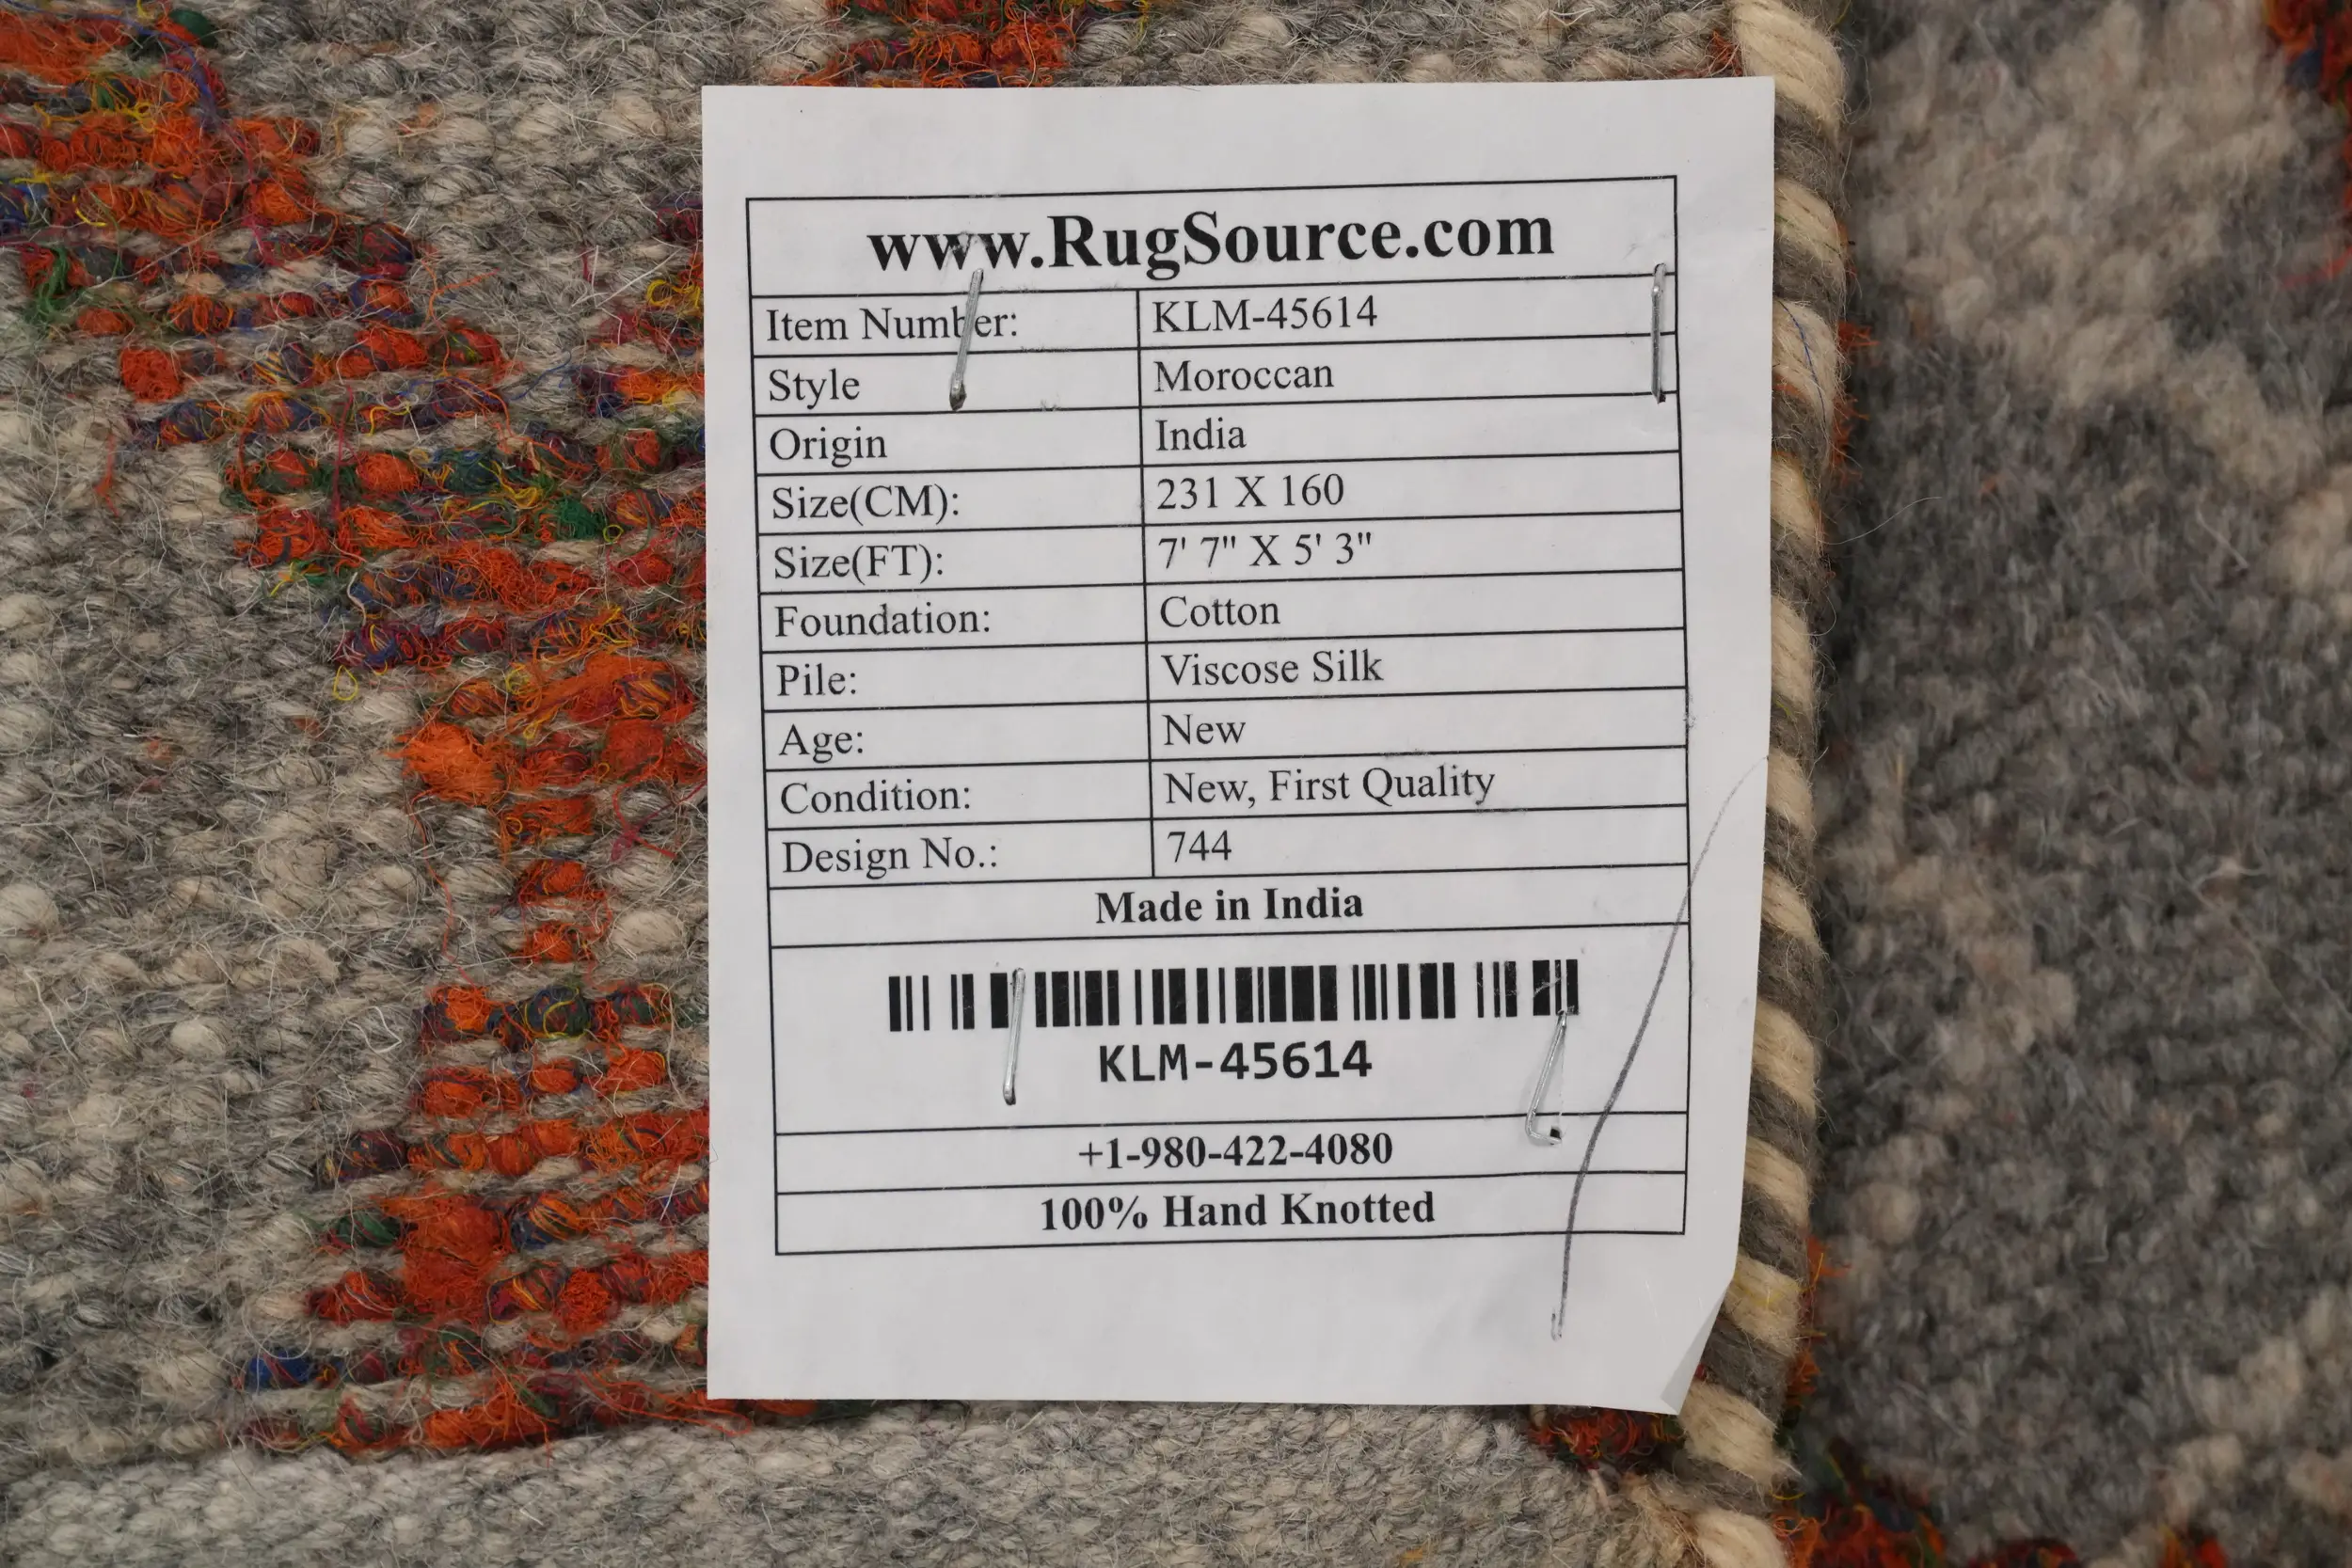 www.RugSource.com
Item Number: KLM-45614
Style Moroccan
Origin India
Size(CM): 231 X 160
Size(FT): 7' 7" X 5' 3"
Foundation: Cotton
Pile: Viscose Silk
Age: New
Condition: New, First Quality
Design No.: 744
Made in India
KLM-45614
+1-980-422-4080
100% Hand Knotted